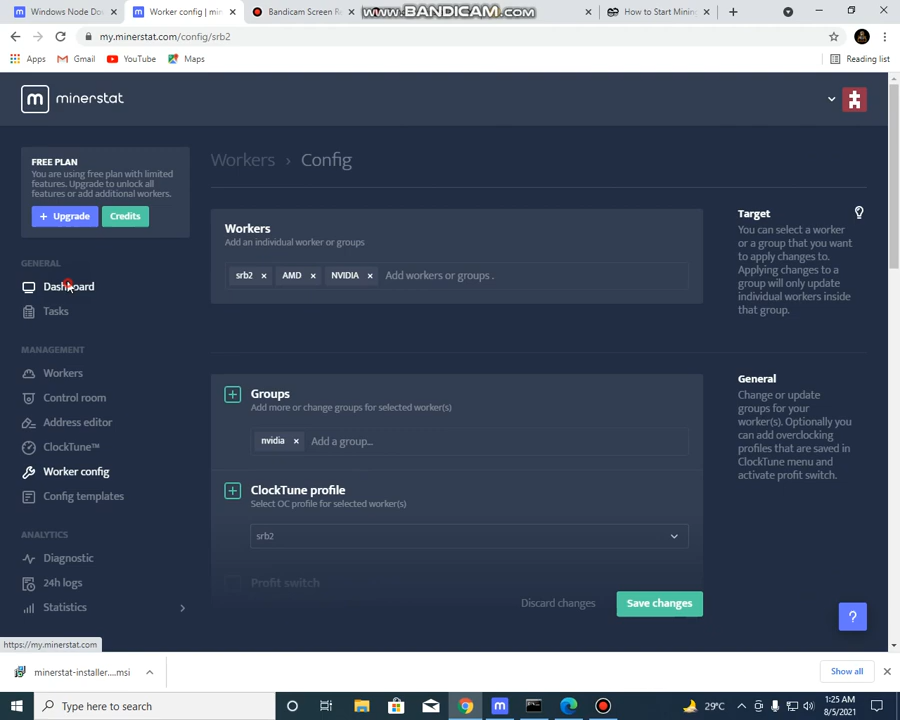 Windows Node Do
Worker config | min
Bandicam Screen Re
www.BANDICAM.com
How to Start Minin
my.minerstat.com/config/srb2
Apps
Gmail
YouTube
Maps
Reading list
m minerstat
FREE PLAN
You are using free plan with limited
features. Upgrade to unlock all
features or add additional workers.
+ Upgrade
Credits
GENERAL
Dashboard
Tasks
MANAGEMENT
Workers
Control room
Address editor
ClockTune™
Worker config
Config templates
ANALYTICS
Diagnostic
24h logs
Statistics
Workers › Config
Workers
Add an individual worker or groups
srb2 × AMD × NVIDIA × Add workers or groups .
Target
You can select a worker
or a group that you want
to apply changes to.
Applying changes to a
group will only update
individual workers inside
that group.
Groups
Add more or change groups for selected worker(s)
nvidia × Add a group...
ClockTune profile
Select OC profile for selected worker(s)
srb2
Profit switch
General
Change or update
groups for your
worker(s). Optionally you
can add overclocking
profiles that are saved in
ClockTune menu and
activate profit switch.
Discard changes
Save changes
?
https://my.minerstat.com
minerstat-installer....msi
Show all
Type here to search
29°C
1:25 AM
8/5/2021